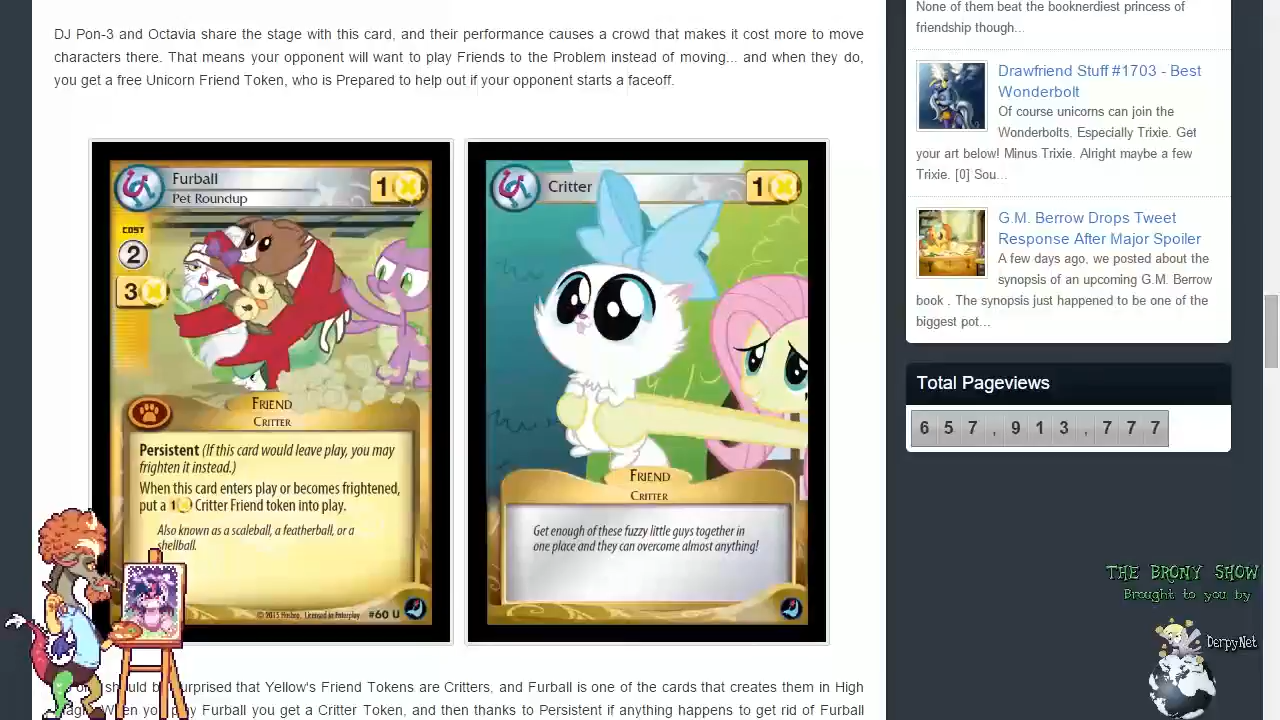 DJ Pon-3 and Octavia share the stage with this card, and their performance causes a crowd that makes it cost more to move
characters there. That means your opponent will want to play Friends to the Problem instead of moving... and when they do,
you get a free Unicorn Friend Token, who is Prepared to help out if your opponent starts a faceoff.
Furball
Pet Roundup
1
COST
2
3
FRIEND
CRITTER
Persistent (If this card would leave play, you may
frighten it instead.)
When this card enters play or becomes frightened,
put a 1 Critter Friend token into play.
Also known as a scaleball, a featherball, or a
shellball.
© 2015 Hasbro. Licensed to Enterplay #60 U
Critter
1
FRIEND
CRITTER
Get enough of these fuzzy little guys together in
one place and they can overcome almost anything!
should be surprised that Yellow's Friend Tokens are Critters, and Furball is one of the cards that creates them in High
When you play Furball you get a Critter Token, and then thanks to Persistent if anything happens to get rid of Furball
None of them beat the booknerdiest princess of
friendship though...
Drawfriend Stuff #1703 - Best
Wonderbolt
Of course unicorns can join the
Wonderbolts. Especially Trixie. Get
your art below! Minus Trixie. Alright maybe a few
Trixie. [0] Sou...
G.M. Berrow Drops Tweet
Response After Major Spoiler
A few days ago, we posted about the
synopsis of an upcoming G.M. Berrow
book . The synopsis just happened to be one of the
biggest pot...
Total Pageviews
657,913,777
THE BRONY SHOW
Brought to you by
DerpyNet